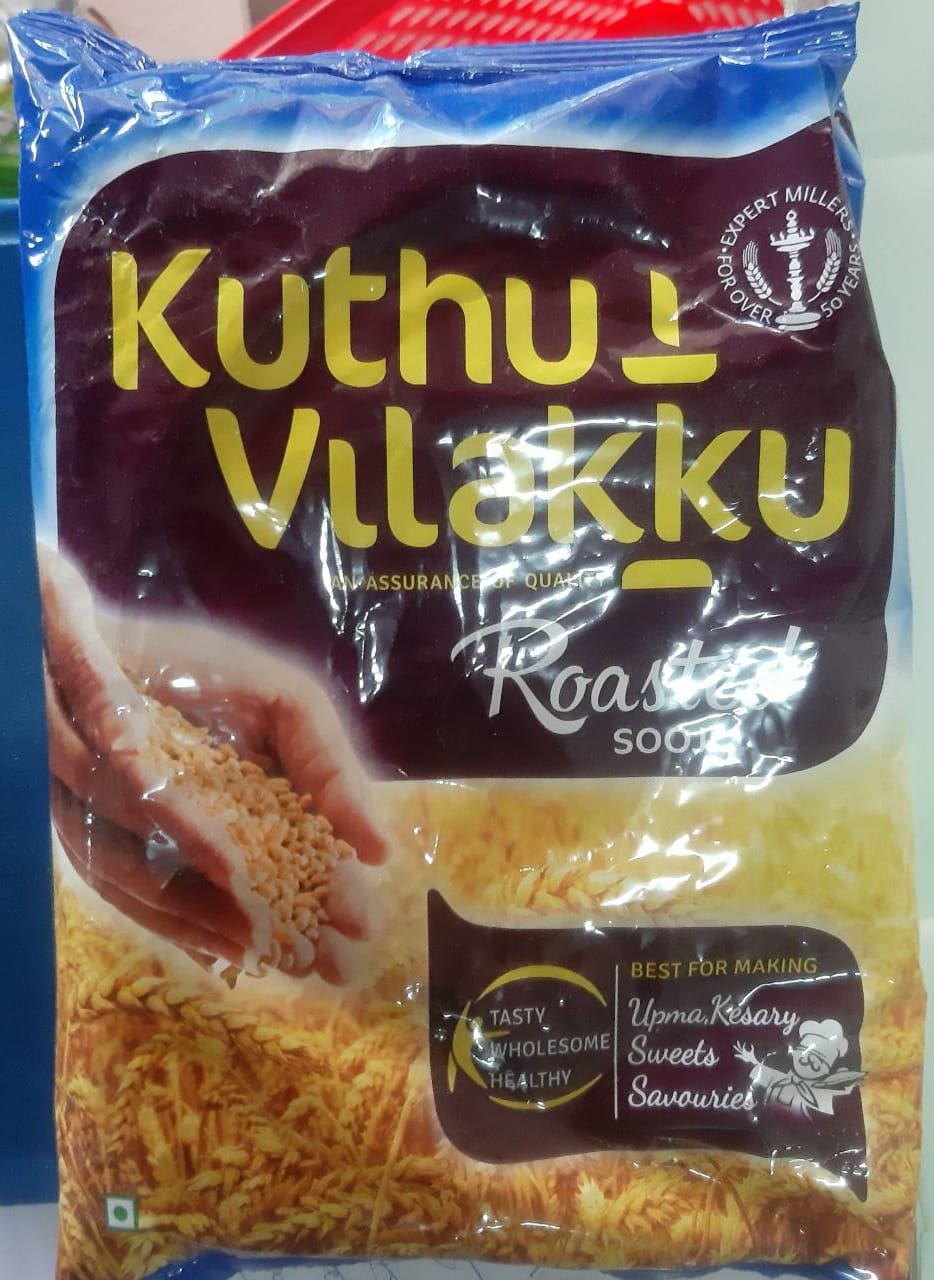 FOR OVER • EXPERT MILLERS • 50 YEARS
Kuthu
Vilakku
AN ASSURANCE OF QUALITY
Roasted
SOOJI
TASTY
WHOLESOME
HEALTHY
BEST FOR MAKING
Upma,Kesary
Sweets
Savouries